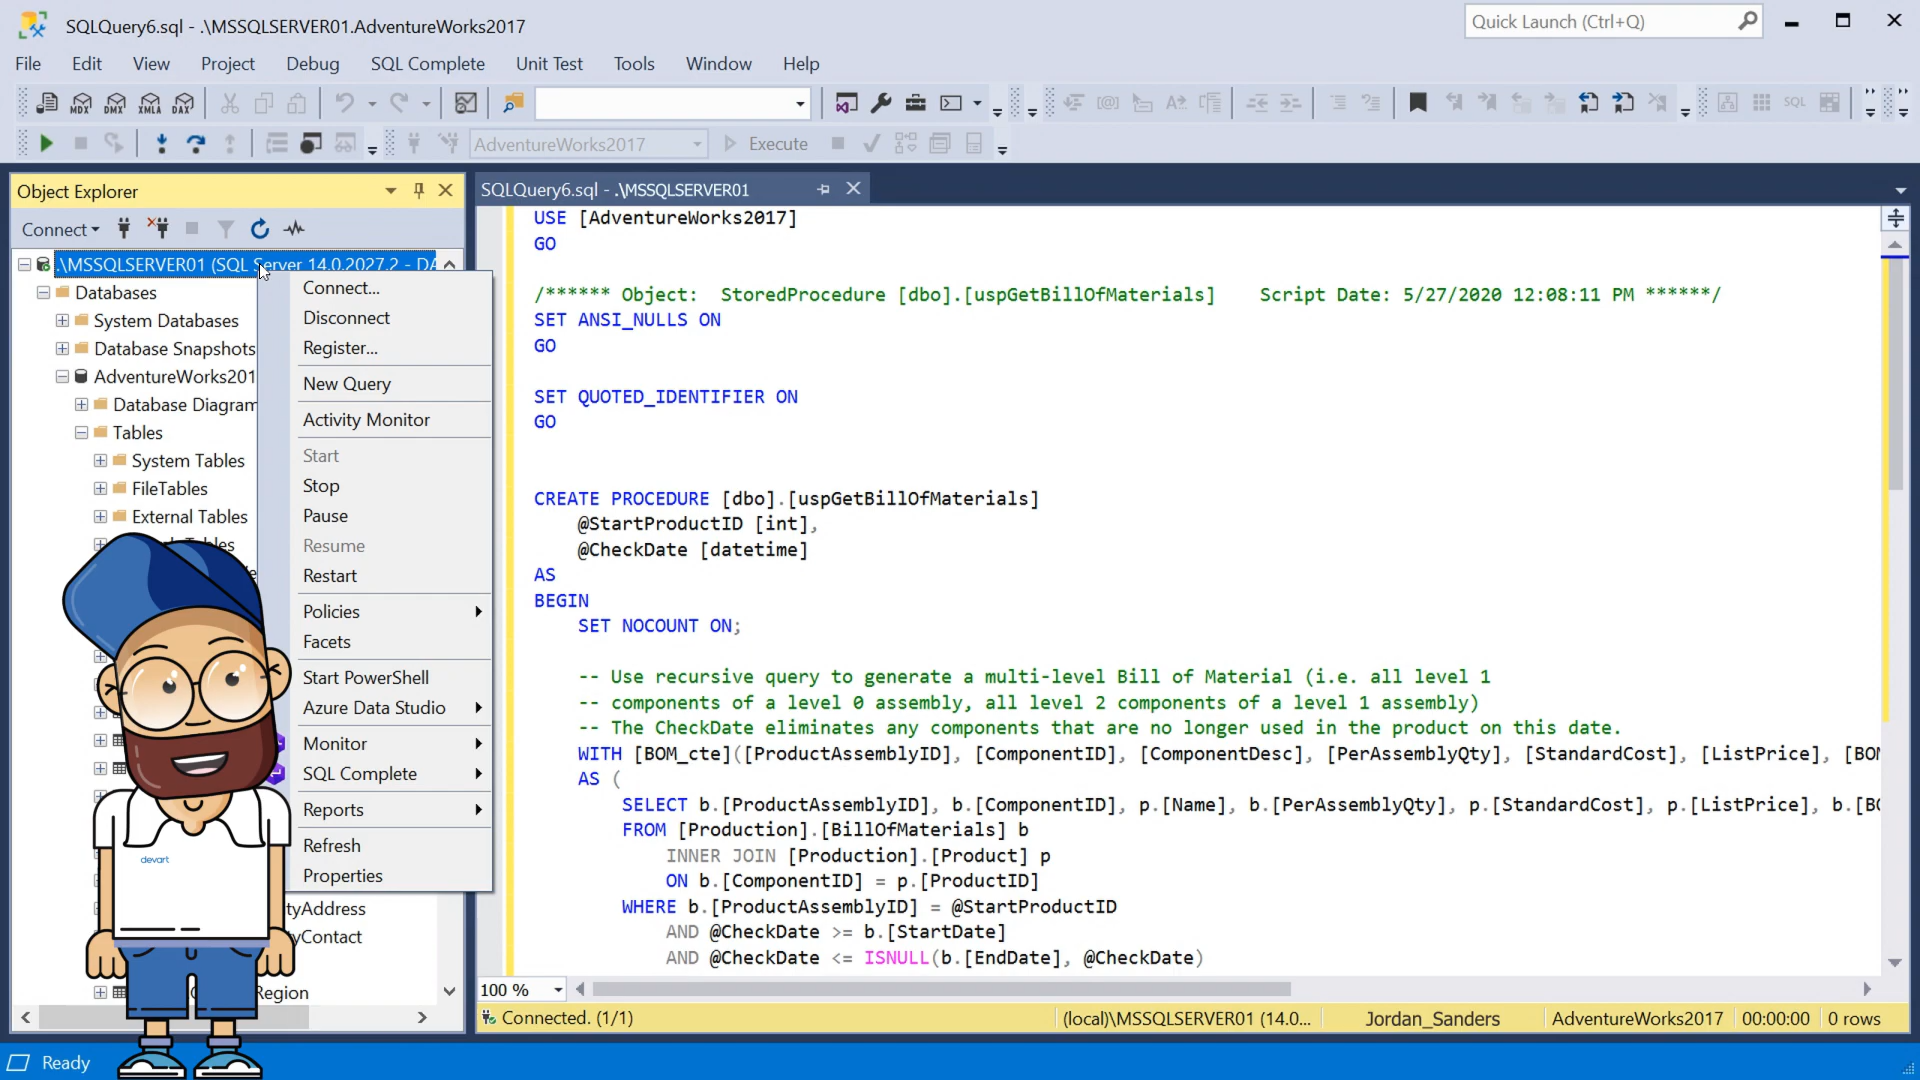 SQLQuery6.sql - .\MSSQLSERVER01.AdventureWorks2017
Quick Launch (Ctrl+Q)
File Edit View Project Debug SQL Complete Unit Test Tools Window Help
MDX DMX XMLA DAX
SQL
AdventureWorks2017 Execute
Object Explorer
Connect
.\MSSQLSERVER01 (SQL Server 14.0.2027.2 - DA
Databases
System Databases
Database Snapshots
AdventureWorks201
Database Diagram
Tables
System Tables
FileTables
External Tables
tyAddress
yContact
Region
Connect...
Disconnect
Register...
New Query
Activity Monitor
Start
Stop
Pause
Resume
Restart
Policies
Facets
Start PowerShell
Azure Data Studio
Monitor
SQL Complete
Reports
Refresh
Properties
devart
SQLQuery6.sql - .\MSSQLSERVER01
USE [AdventureWorks2017]
GO
/****** Object:  StoredProcedure [dbo].[uspGetBillOfMaterials]    Script Date: 5/27/2020 12:08:11 PM ******/
SET ANSI_NULLS ON
GO
SET QUOTED_IDENTIFIER ON
GO
CREATE PROCEDURE [dbo].[uspGetBillOfMaterials]
@StartProductID [int],
@CheckDate [datetime]
AS
BEGIN
SET NOCOUNT ON;
-- Use recursive query to generate a multi-level Bill of Material (i.e. all level 1
-- components of a level 0 assembly, all level 2 components of a level 1 assembly)
-- The CheckDate eliminates any components that are no longer used in the product on this date.
WITH [BOM_cte]([ProductAssemblyID], [ComponentID], [ComponentDesc], [PerAssemblyQty], [StandardCost], [ListPrice], [BOM
AS (
SELECT b.[ProductAssemblyID], b.[ComponentID], p.[Name], b.[PerAssemblyQty], p.[StandardCost], p.[ListPrice], b.[BO
FROM [Production].[BillOfMaterials] b
INNER JOIN [Production].[Product] p
ON b.[ComponentID] = p.[ProductID]
WHERE b.[ProductAssemblyID] = @StartProductID
AND @CheckDate >= b.[StartDate]
AND @CheckDate <= ISNULL(b.[EndDate], @CheckDate)
100 %
Connected. (1/1)
(local)\MSSQLSERVER01 (14.0... Jordan_Sanders AdventureWorks2017 00:00:00 0 rows
Ready